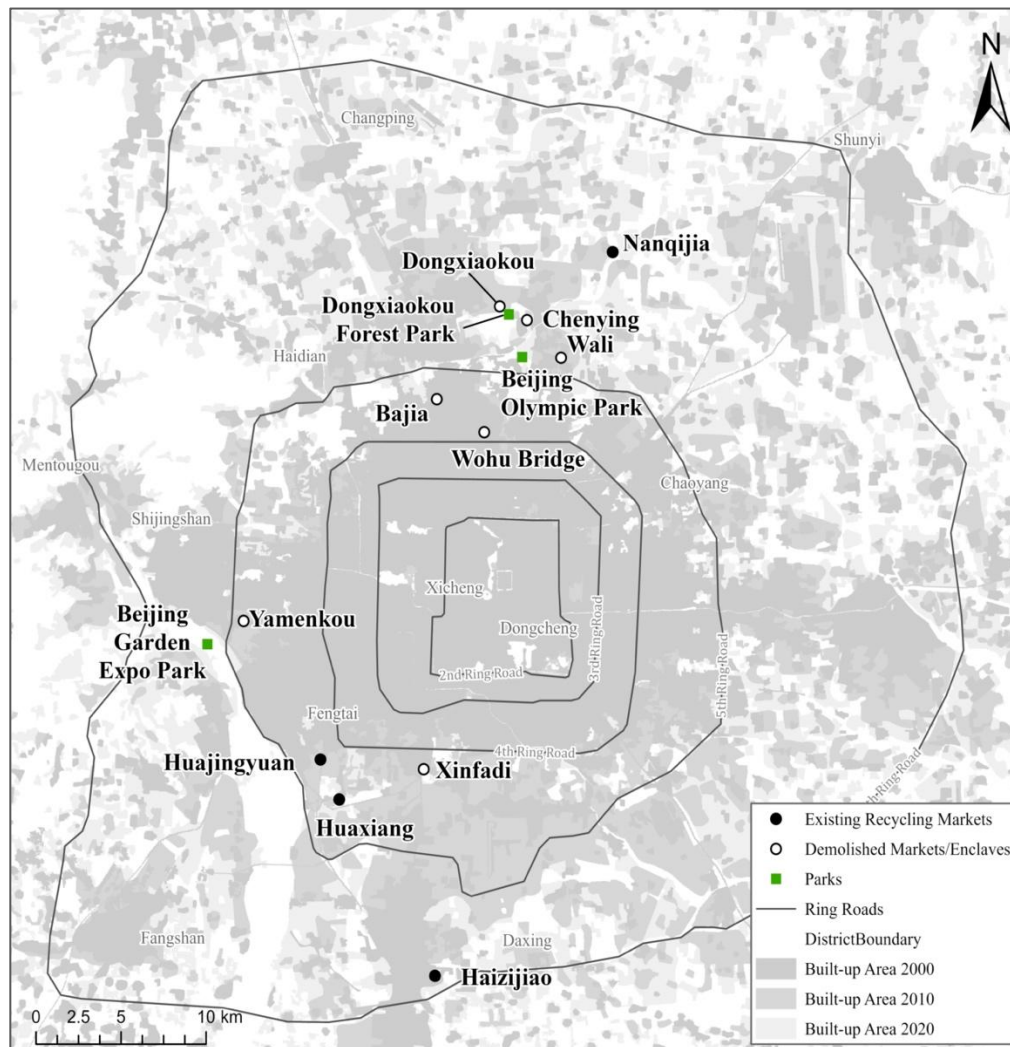 N
Changping
Shunyi
Nanqijia
Dongxiaokou
Dongxiaokou
Forest Park
Chenying
Wali
Haidian
Beijing
Olympic Park
Bajia
Wohu Bridge
Mentougou
Chaoyang
Shijingshan
Xicheng
Beijing
Garden
Expo Park
Yamenkou
Dongcheng
2nd Ring Road
3rd Ring Road
5th Ring Road
Fengtai
4th Ring Road
Huajingyuan
Xinfadi
Huaxiang
h Ring Road
Fangshan
Daxing
Haizijiao
0 2.5 5 10 km
Existing Recycling Markets
Demolished Markets/Enclaves
Parks
Ring Roads
DistrictBoundary
Built-up Area 2000
Built-up Area 2010
Built-up Area 2020